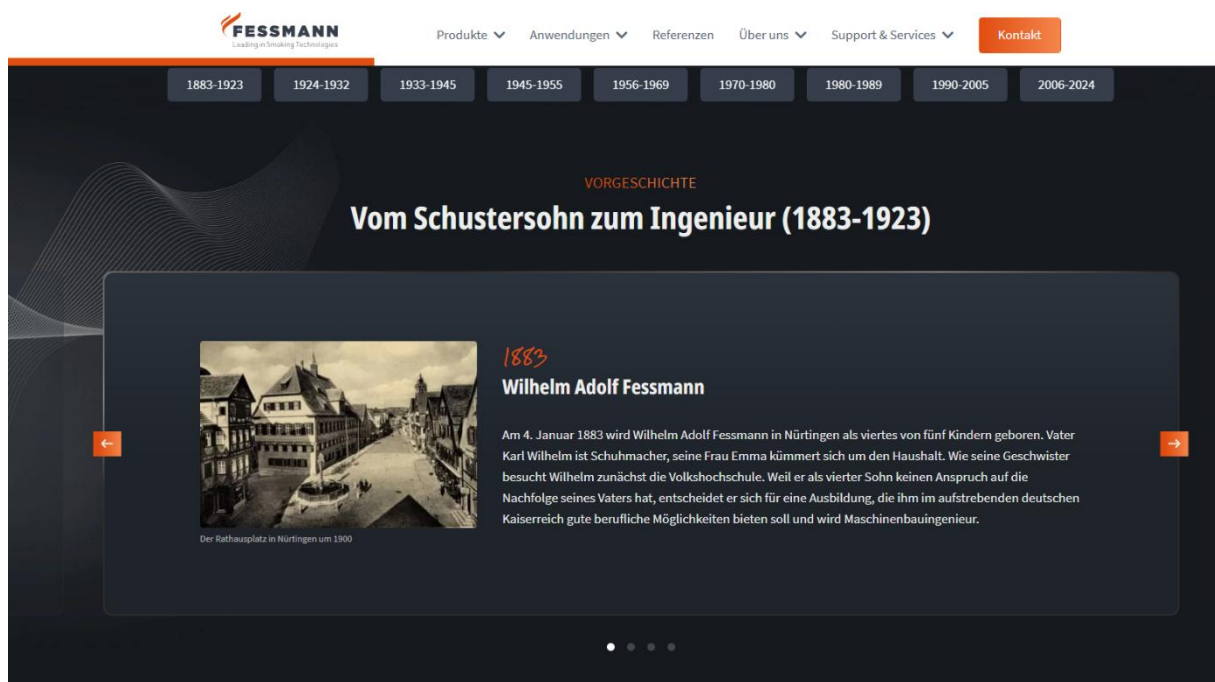 FESSMANN
Leading in Smoking Technologies
Produkte
Anwendungen
Referenzen
Über uns
Support & Services
Kontakt
1883-1923
1924-1932
1933-1945
1945-1955
1956-1969
1970-1980
1980-1989
1990-2005
2006-2024
VORGESCHICHTE
Vom Schustersohn zum Ingenieur (1883-1923)
1883
Wilhelm Adolf Fessmann
Am 4. Januar 1883 wird Wilhelm Adolf Fessmann in Nürtingen als viertes von fünf Kindern geboren. Vater
Karl Wilhelm ist Schuhmacher, seine Frau Emma kümmert sich um den Haushalt. Wie seine Geschwister
besucht Wilhelm zunächst die Volkshochschule. Weil er als vierter Sohn keinen Anspruch auf die
Nachfolge seines Vaters hat, entscheidet er sich für eine Ausbildung, die ihm im aufstrebenden deutschen
Kaiserreich gute berufliche Möglichkeiten bieten soll und wird Maschinenbauingenieur.
Der Rathausplatz in Nürtingen um 1900